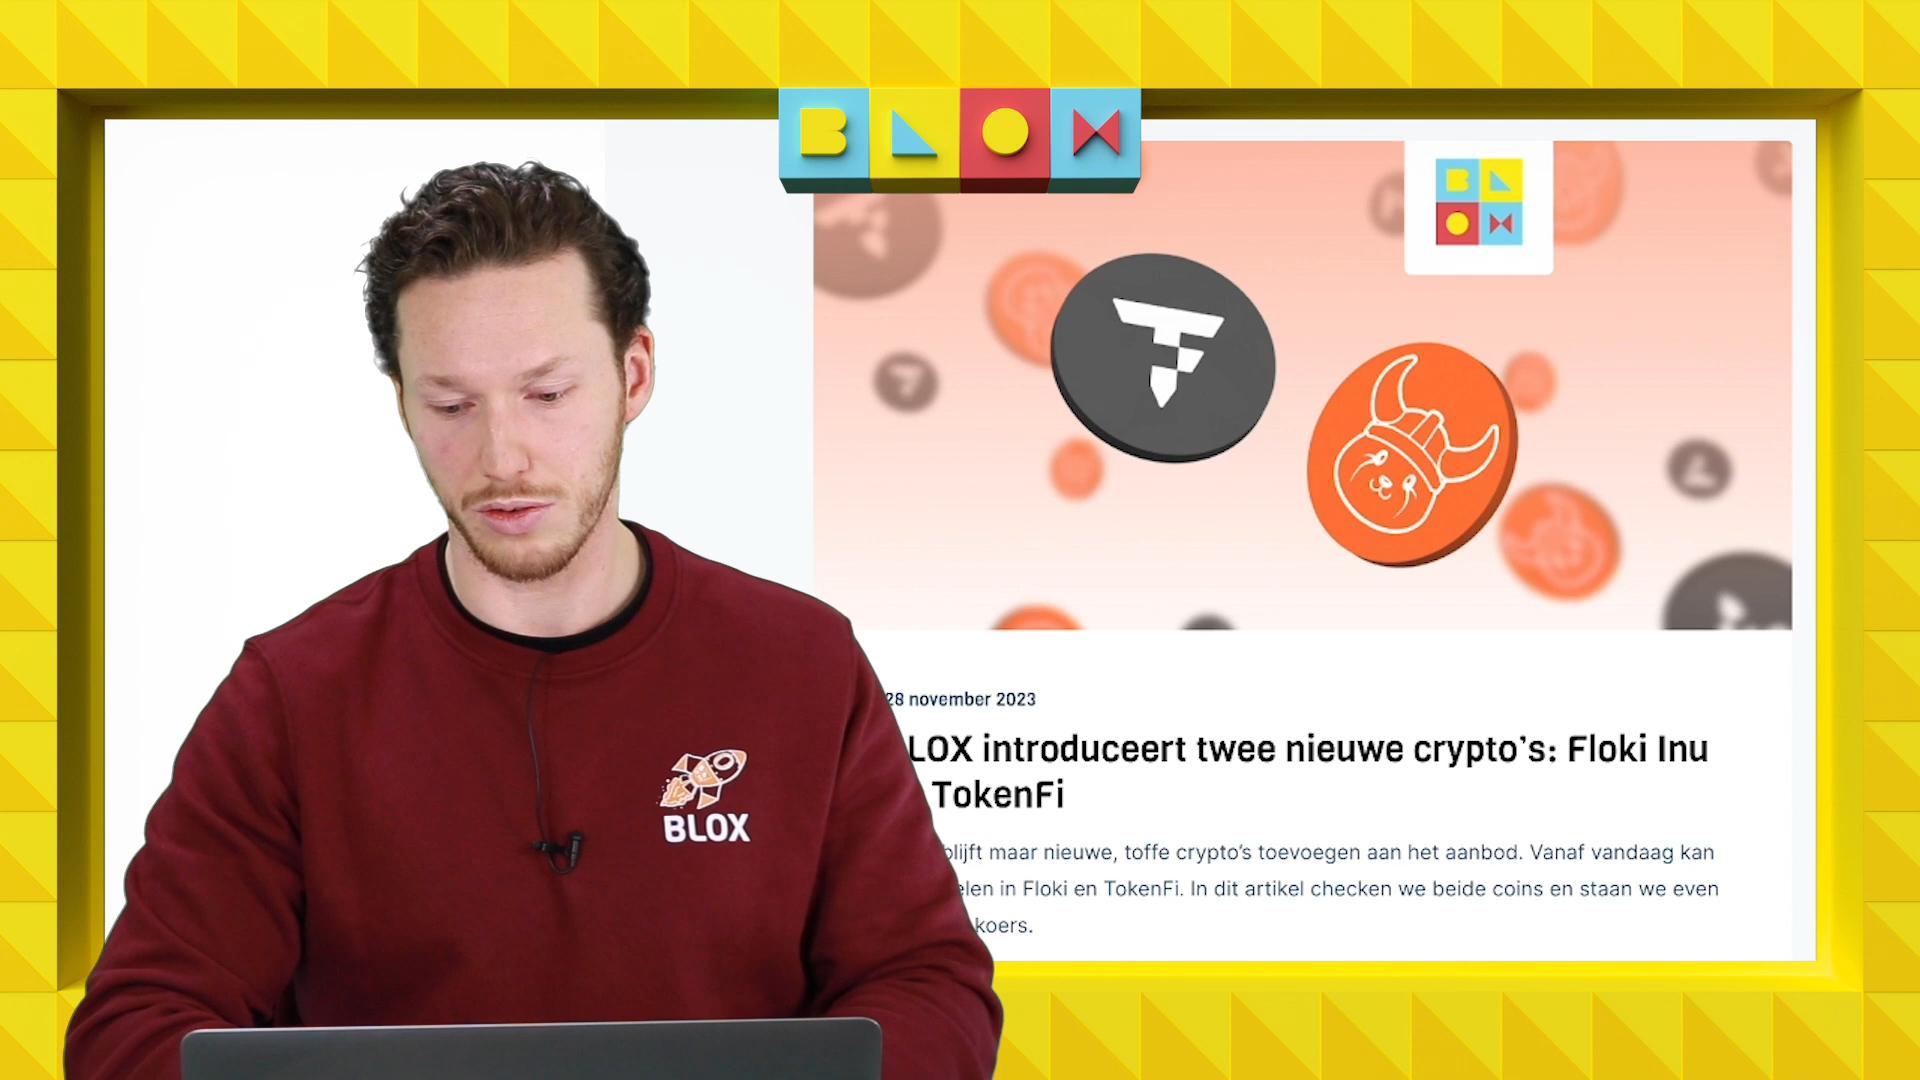 BLOX
28 november 2023
LOX introduceert twee nieuwe crypto's: Floki Inu
TokenFi
blijft maar nieuwe, toffe crypto's toevoegen aan het aanbod. Vanaf vandaag kan
elen in Floki en TokenFi. In dit artikel checken we beide coins en staan we even
koers.
BLOX